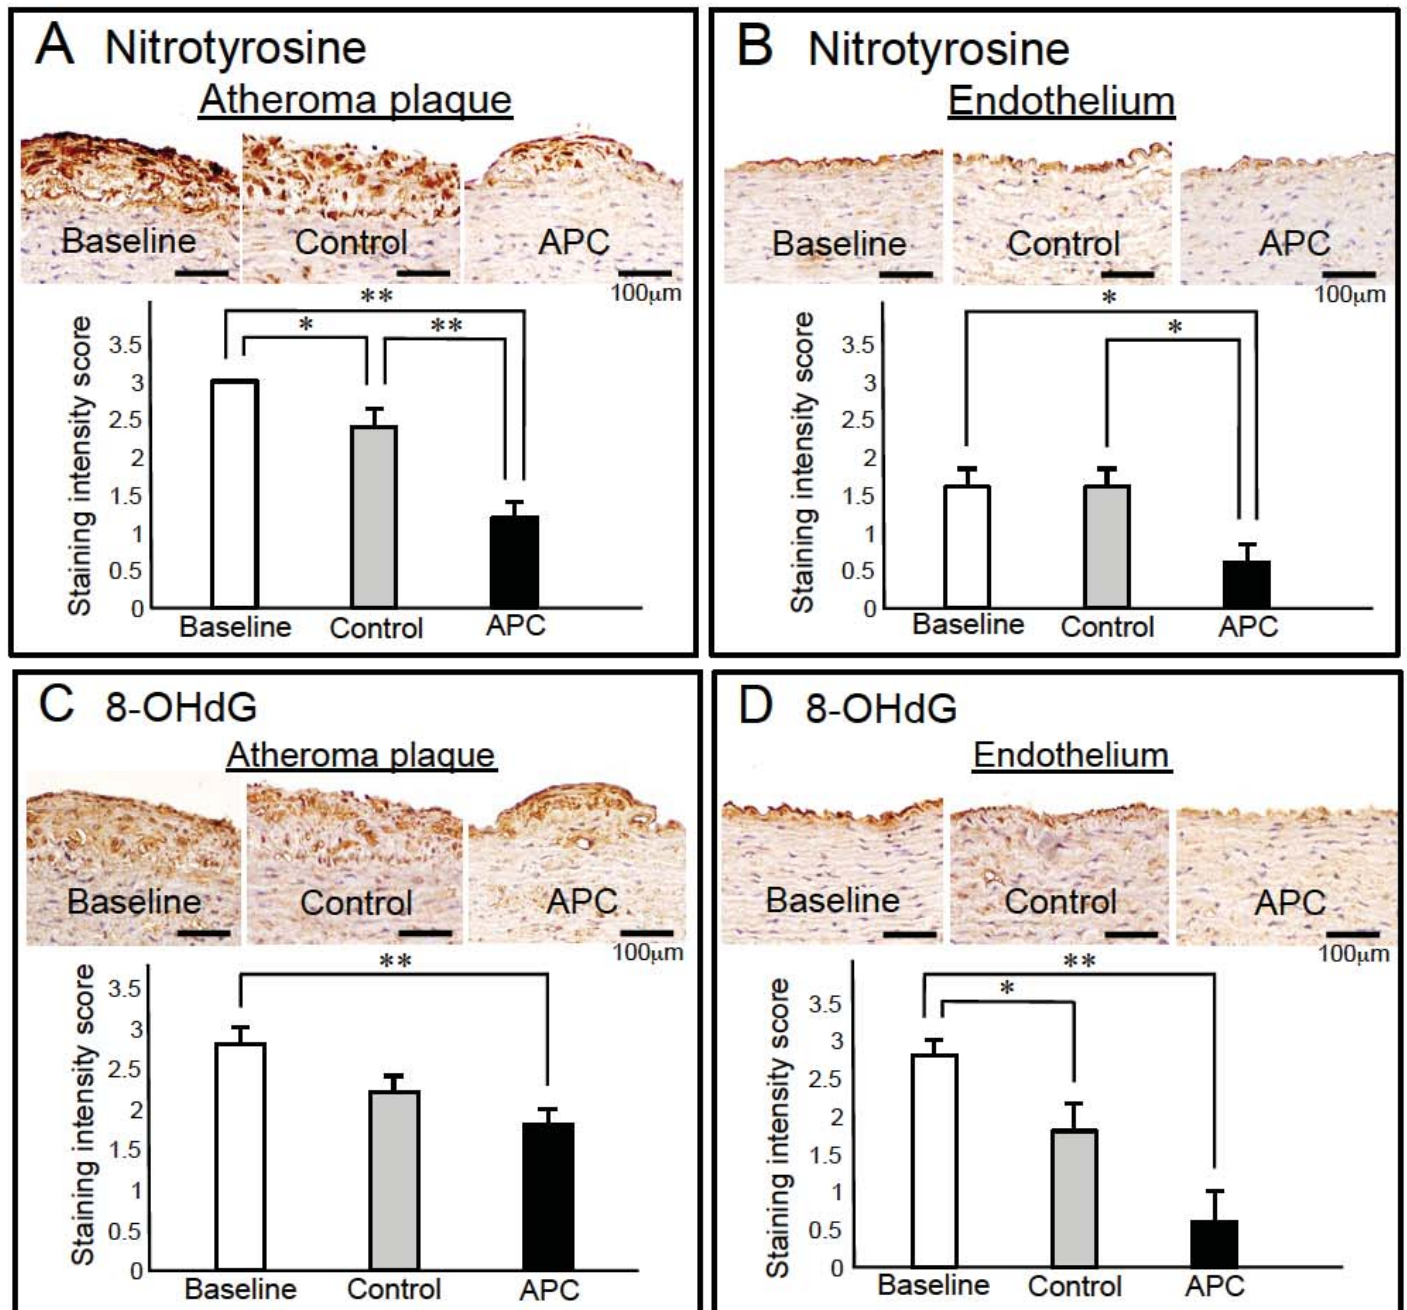 A Nitrotyrosine
Atheroma plaque
Baseline
Control
APC
100μm
**
*
**
Staining intensity score
3.5
3
2.5
2
1.5
1
0.5
0
Baseline
Control
APC
B Nitrotyrosine
Endothelium
Baseline
Control
APC
100μm
*
*
Staining intensity score
3.5
3
2.5
2
1.5
1
0.5
0
Baseline
Control
APC
C 8-OHdG
Atheroma plaque
Baseline
Control
APC
100μm
**
Staining intensity score
3.5
3
2.5
2
1.5
1
0.5
0
Baseline
Control
APC
D 8-OHdG
Endothelium
Baseline
Control
APC
100μm
**
*
Staining intensity score
3.5
3
2.5
2
1.5
1
0.5
0
Baseline
Control
APC